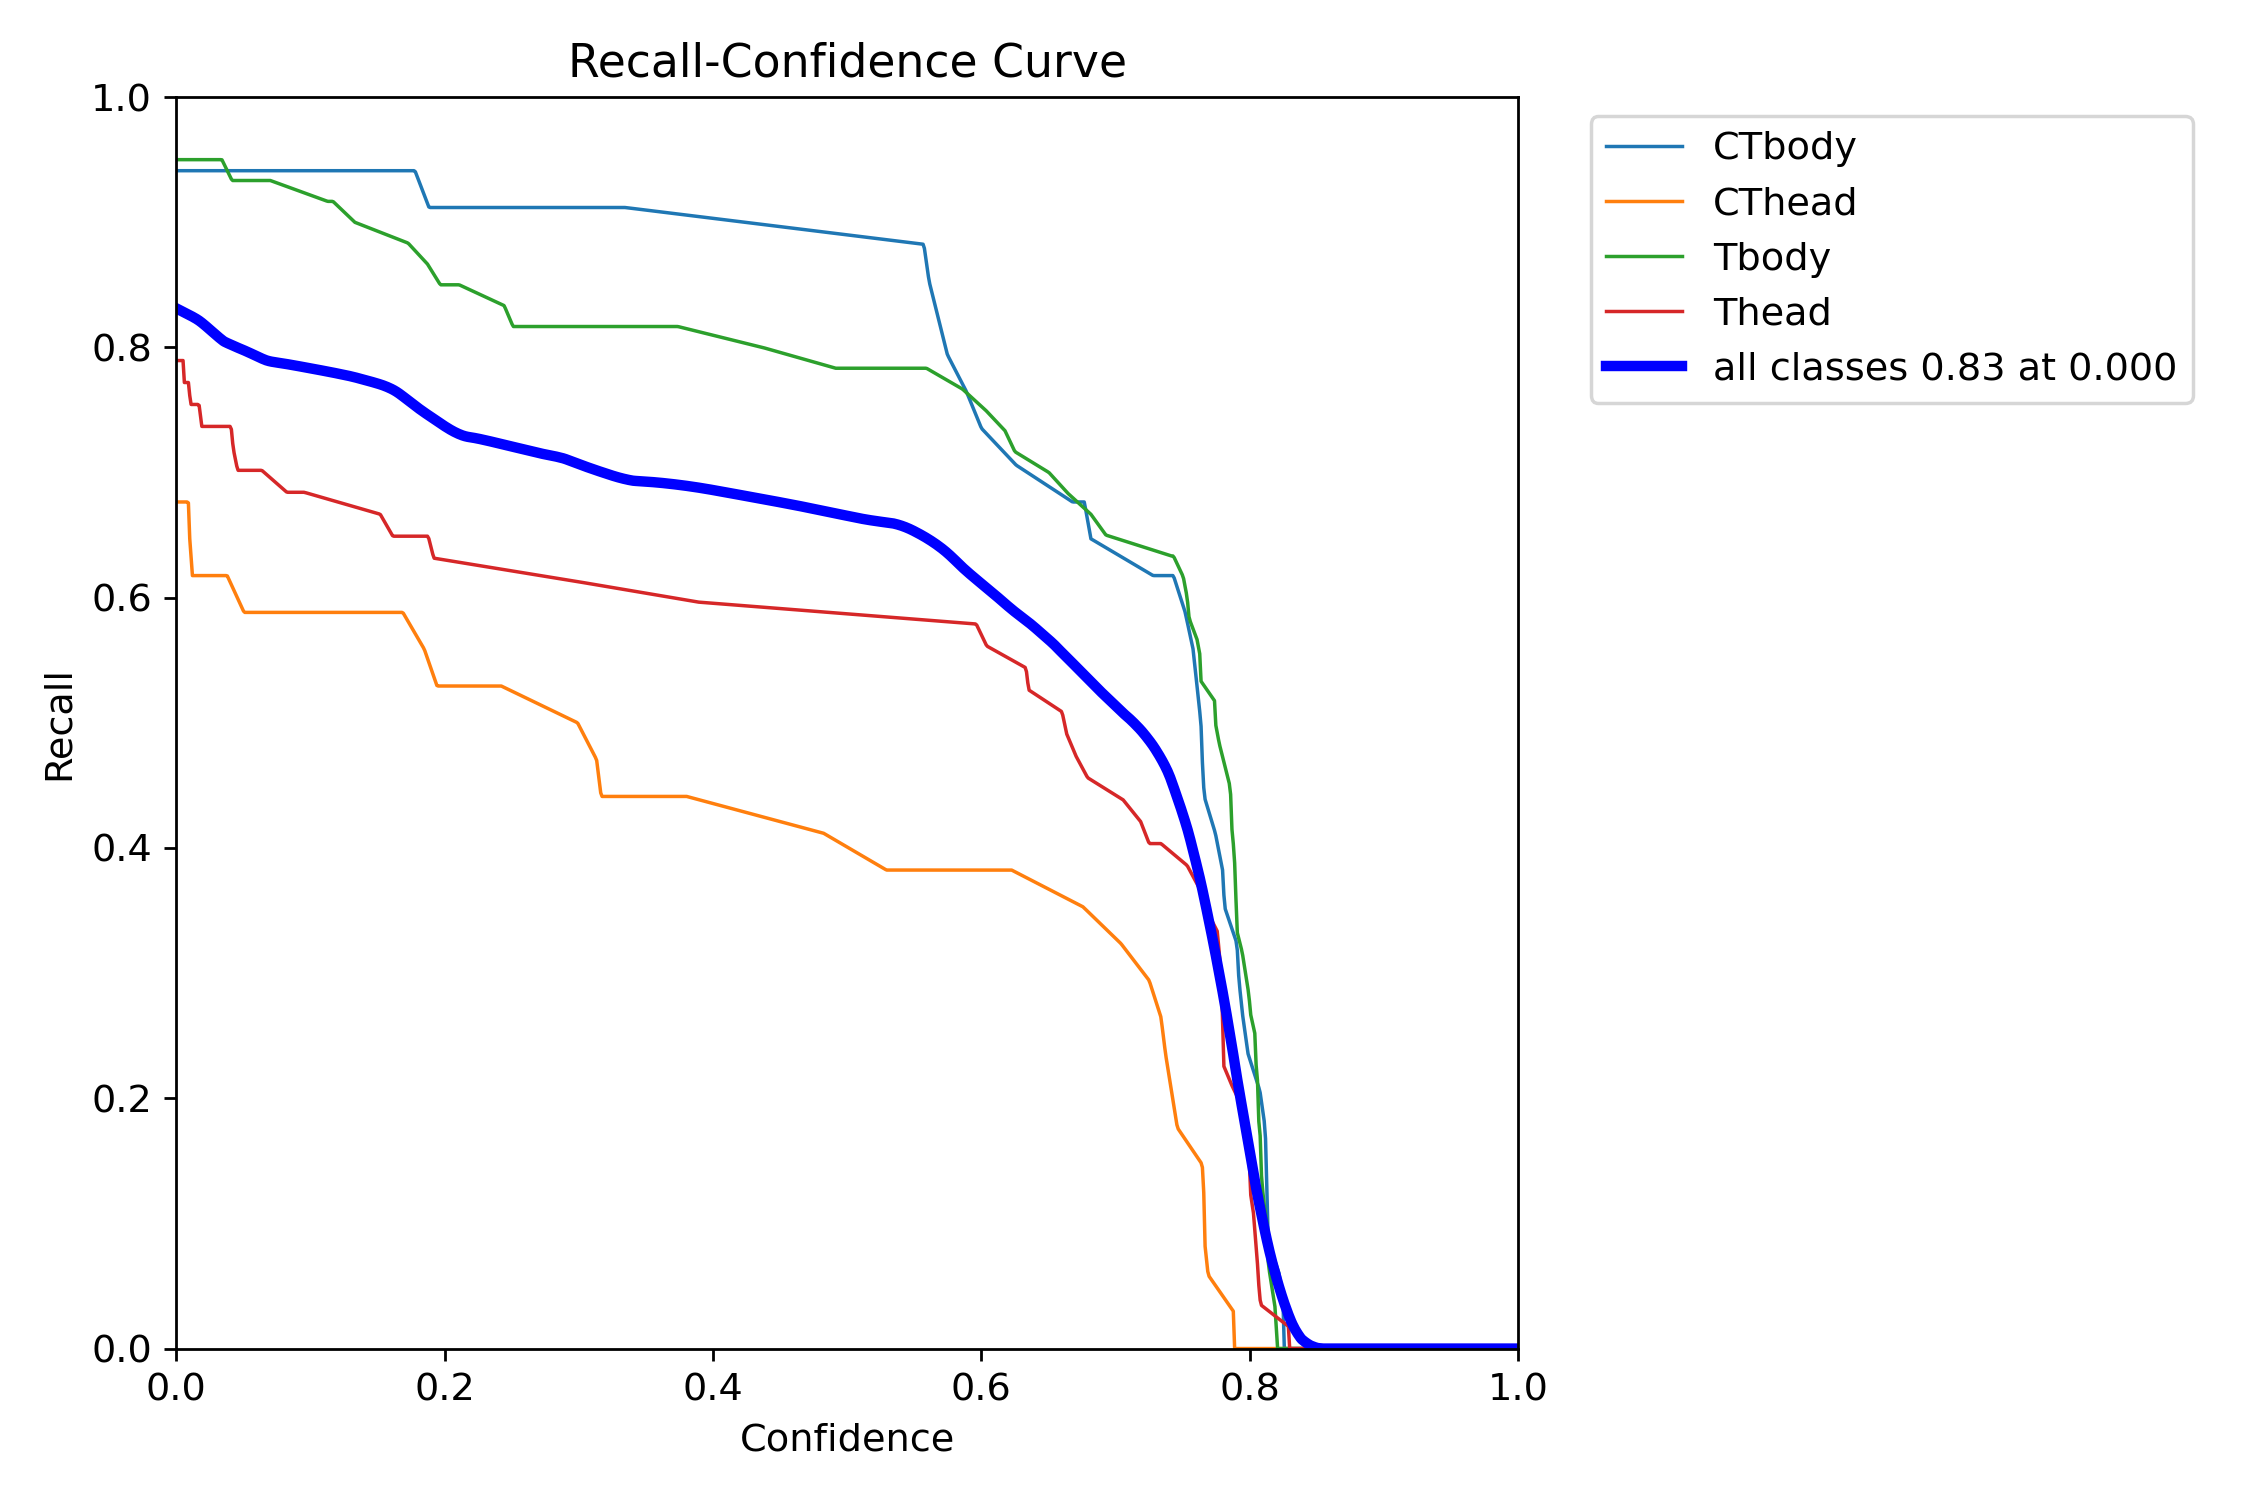 Recall-Confidence Curve
1.0
0.8
0.6
0.4
0.2
0.0
Recall
0.0 0.2 0.4 0.6 0.8 1.0
Confidence
CTbody
CThead
Tbody
Thead
all classes 0.83 at 0.000